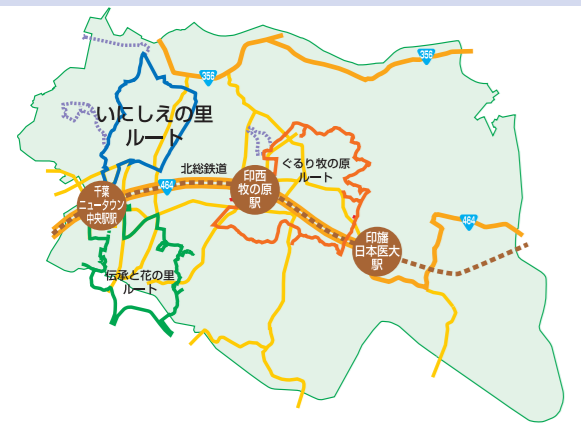 356
356
いにしえの里
ルート
北総鉄道
ぐるり牧の原
ルート
464
印西
牧の原
駅
千葉
ニュータウン
中央駅駅
464
印旛
日本医大
駅
伝承と花の里
ルート